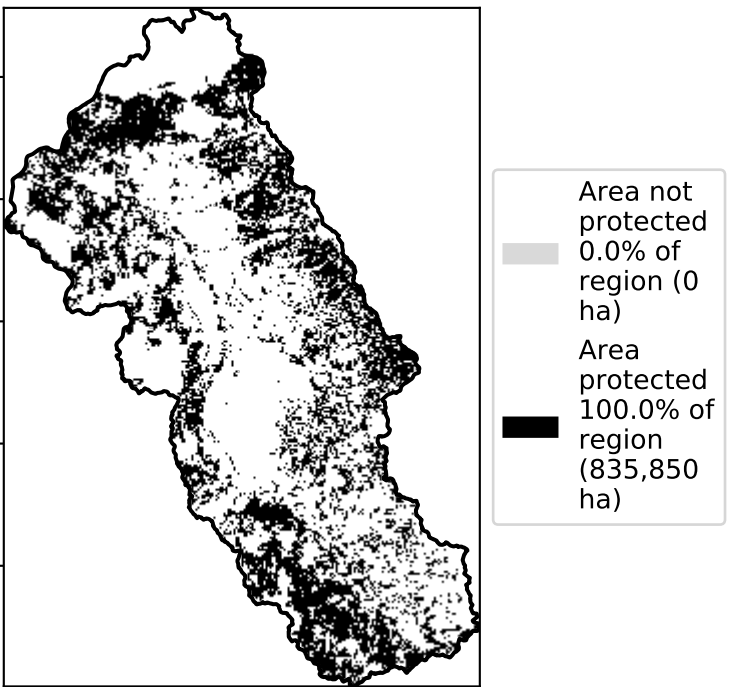 Area not
protected
0.0% of
region (0
ha)
Area
protected
100.0% of
region
(835,850
ha)